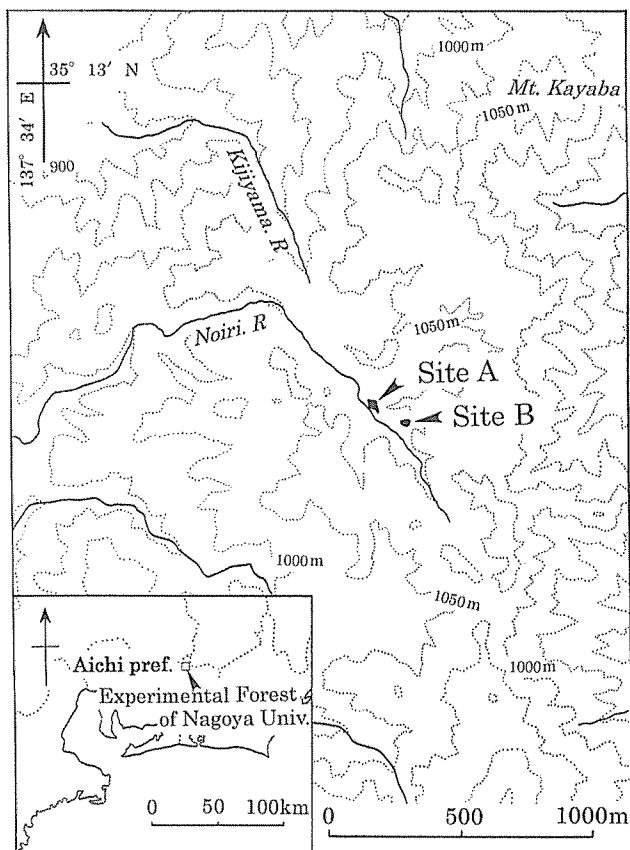 35° 13′ N
137° 34′ E
900
1000m
Mt. Kayaba
1050m
Kijiyama. R
Noiri. R
1050m
Site A
Site B
1000m
1050m
1000m
Aichi pref.
Experimental Forest
of Nagoya Univ.
0 50 100km
0 500 1000m